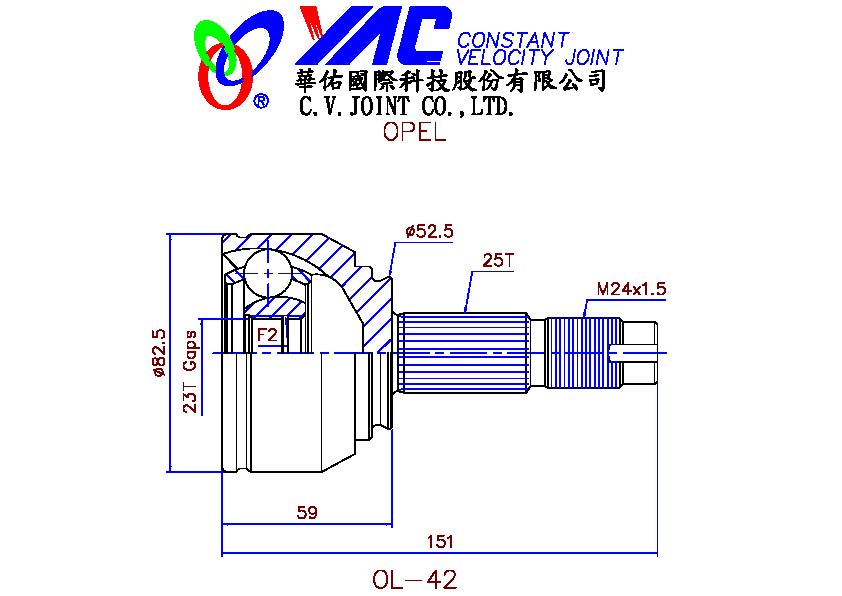 YAC CONSTANT
VELOCITY JOINT
®
華佑國際科技股份有限公司
C.V.JOINT CO.,LTD.
OPEL
ø52.5
25T
M24x1.5
F2
ø82.5
23T Gaps
59
151
OL-42